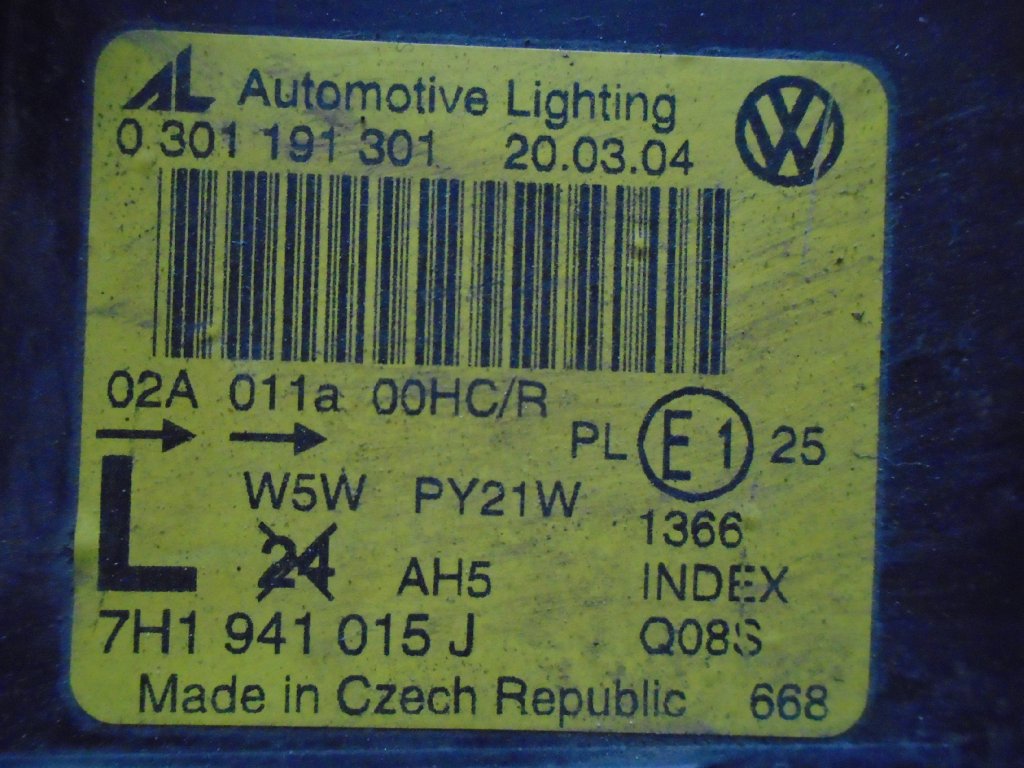 AL Automotive Lighting
0 301 191 301 20.03.04
02A 011a 00HC/R
PL E1 25
L
W5W PY21W
1366
24 AH5
INDEX
7H1 941 015 J
Q08S
Made in Czech Republic 668